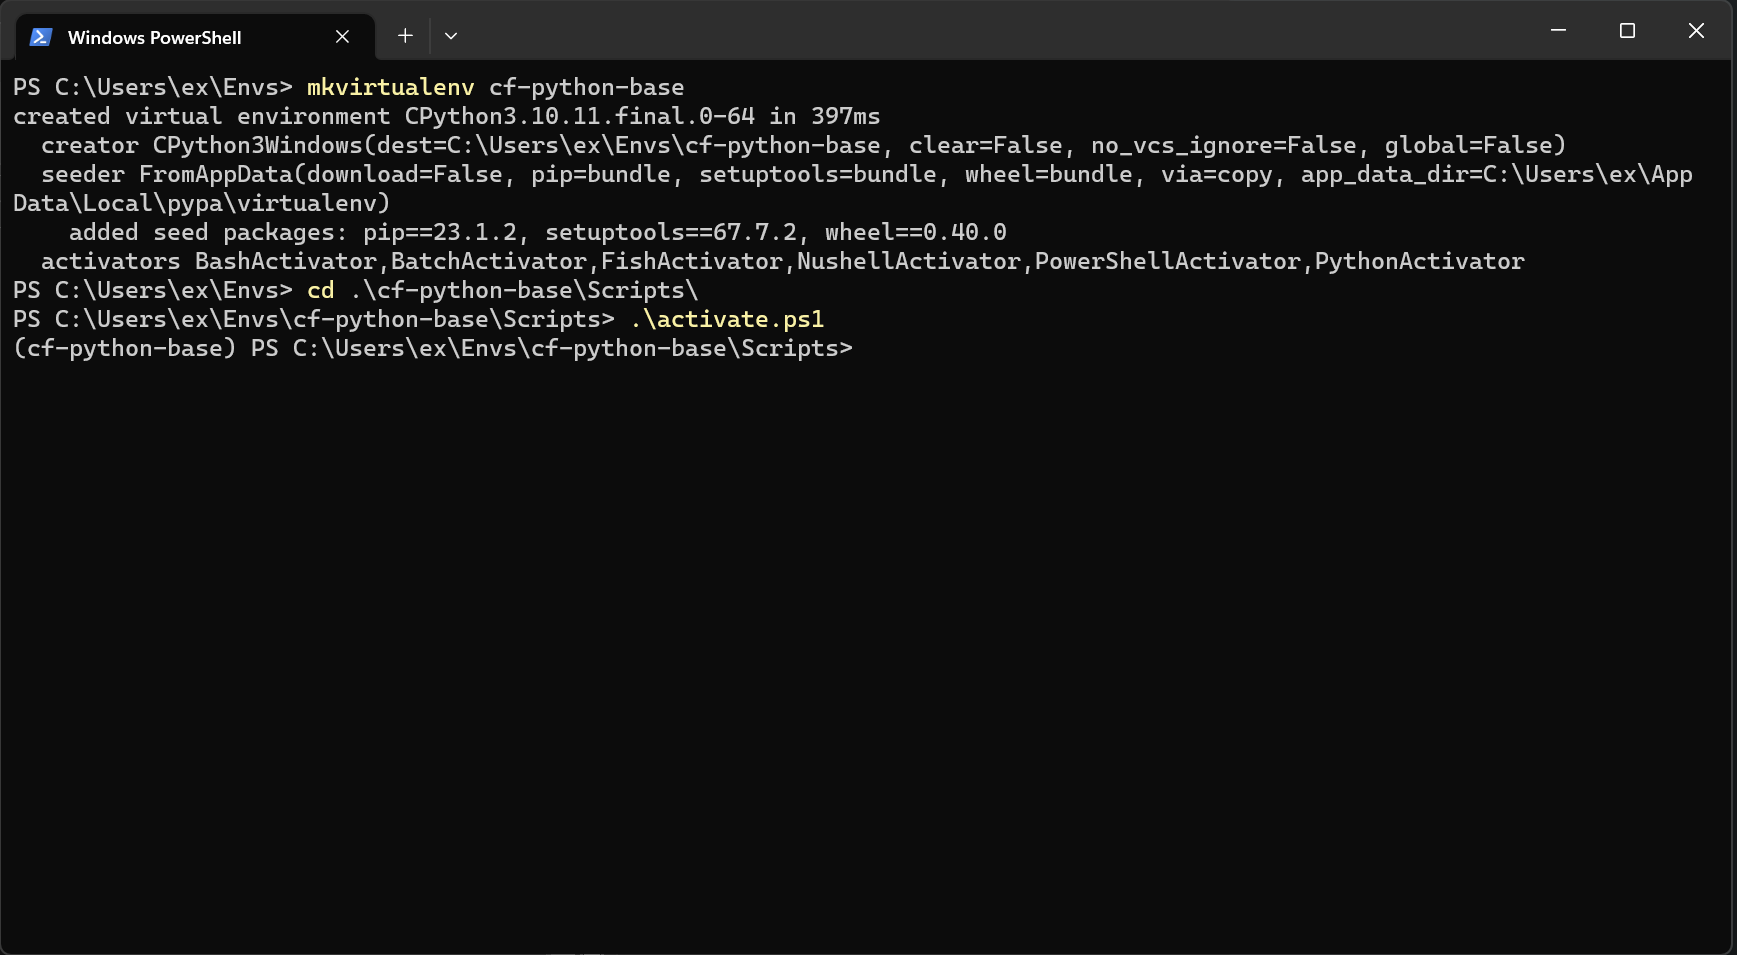 Windows PowerShell
PS C:\Users\ex\Envs> mkvirtualenv cf-python-base
created virtual environment CPython3.10.11.final.0-64 in 397ms
  creator CPython3Windows(dest=C:\Users\ex\Envs\cf-python-base, clear=False, no_vcs_ignore=False, global=False)
  seeder FromAppData(download=False, pip=bundle, setuptools=bundle, wheel=bundle, via=copy, app_data_dir=C:\Users\ex\App
Data\Local\pypa\virtualenv)
    added seed packages: pip==23.1.2, setuptools==67.7.2, wheel==0.40.0
  activators BashActivator,BatchActivator,FishActivator,NushellActivator,PowerShellActivator,PythonActivator
PS C:\Users\ex\Envs> cd .\cf-python-base\Scripts\
PS C:\Users\ex\Envs\cf-python-base\Scripts> .\activate.ps1
(cf-python-base) PS C:\Users\ex\Envs\cf-python-base\Scripts>